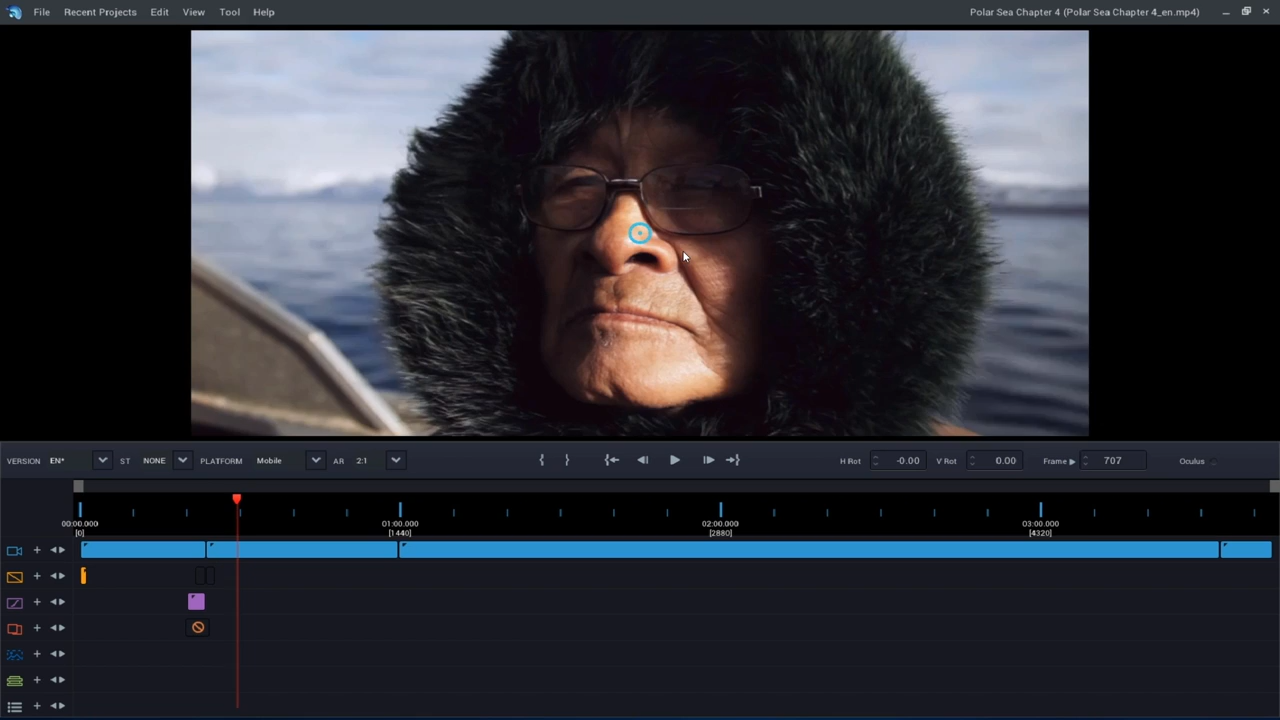 File Recent Projects Edit View Tool Help Polar Sea Chapter 4 (Polar Sea Chapter 4_en.mp4)
VERSION EN* ST NONE PLATFORM Mobile AR 2:1 H Rot -0.00 V Rot 0.00 Frame 707 Oculus
00:00.000 01:00.000 02:00.000 03:00.000
[0] [1440] [2880] [4320]